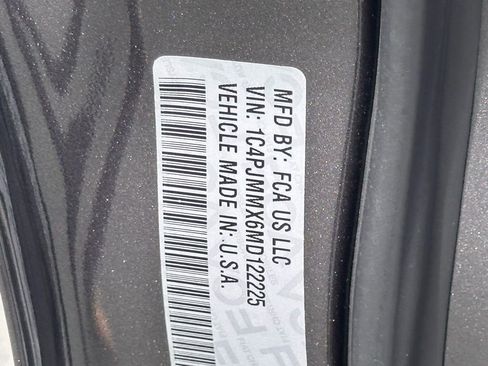 MFD BY: FCA US LLC
VIN: 1C4PJMMX6MD122225
VEHICLE MADE IN: U.S.A.